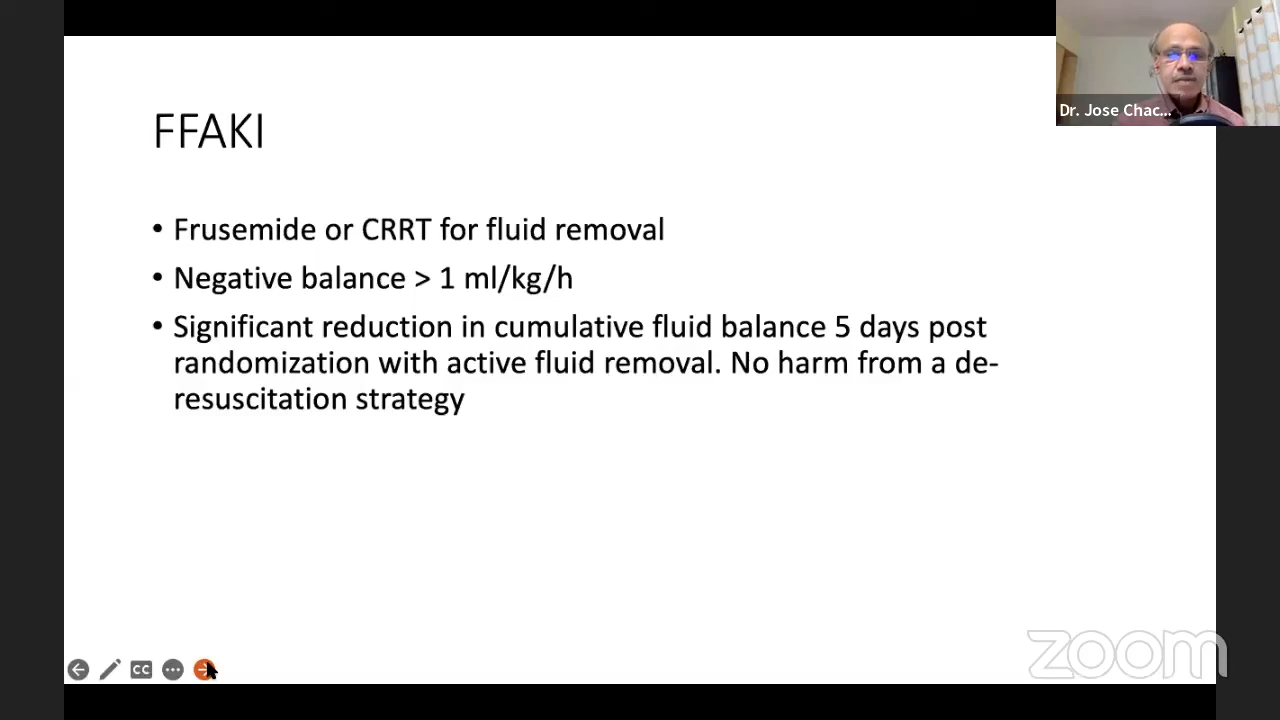 Dr. Jose Chac...
FFAKI
• Frusemide or CRRT for fluid removal
• Negative balance > 1 ml/kg/h
• Significant reduction in cumulative fluid balance 5 days post
randomization with active fluid removal. No harm from a de-
resuscitation strategy
CC
zoom